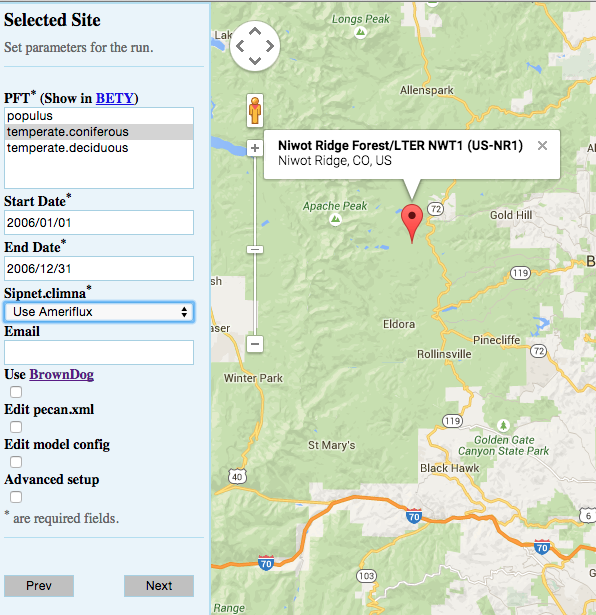 Selected Site
Set parameters for the run.
PFT* (Show in BETY)
populus
temperate.coniferous
temperate.deciduous
Start Date*
2006/01/01
End Date*
2006/12/31
Sipnet.climna*
Use Ameriflux
Email
Use BrownDog
Edit pecan.xml
Edit model config
Advanced setup
* are required fields.
Prev
Next
Longs Peak
Lak
Allenspark
Niwot Ridge Forest/LTER NWT1 (US-NR1)
Niwot Ridge, CO, US
Al
Apache Peak
72
Gold Hill
B
119
sh
aser
Eldora
Pinecliffe
72
Rollinsville
Winter Park
119
Golden Gate
Canyon State Park
St Mary's
Black Hawk
40
70
6
70
70
103
Range